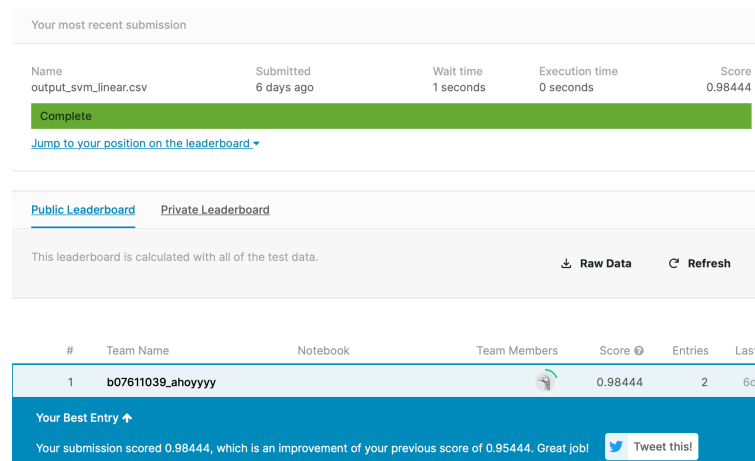 Your most recent submission
Name Submitted Wait time Execution time Score
output_svm_linear.csv 6 days ago 1 seconds 0 seconds 0.98444
Complete
Jump to your position on the leaderboard
Public Leaderboard Private Leaderboard
This leaderboard is calculated with all of the test data. Raw Data Refresh
# Team Name Notebook Team Members Score Entries Last
1 b07611039_ahoyyyy 0.98444 2 6d
Your Best Entry
Your submission scored 0.98444, which is an improvement of your previous score of 0.95444. Great job! Tweet this!